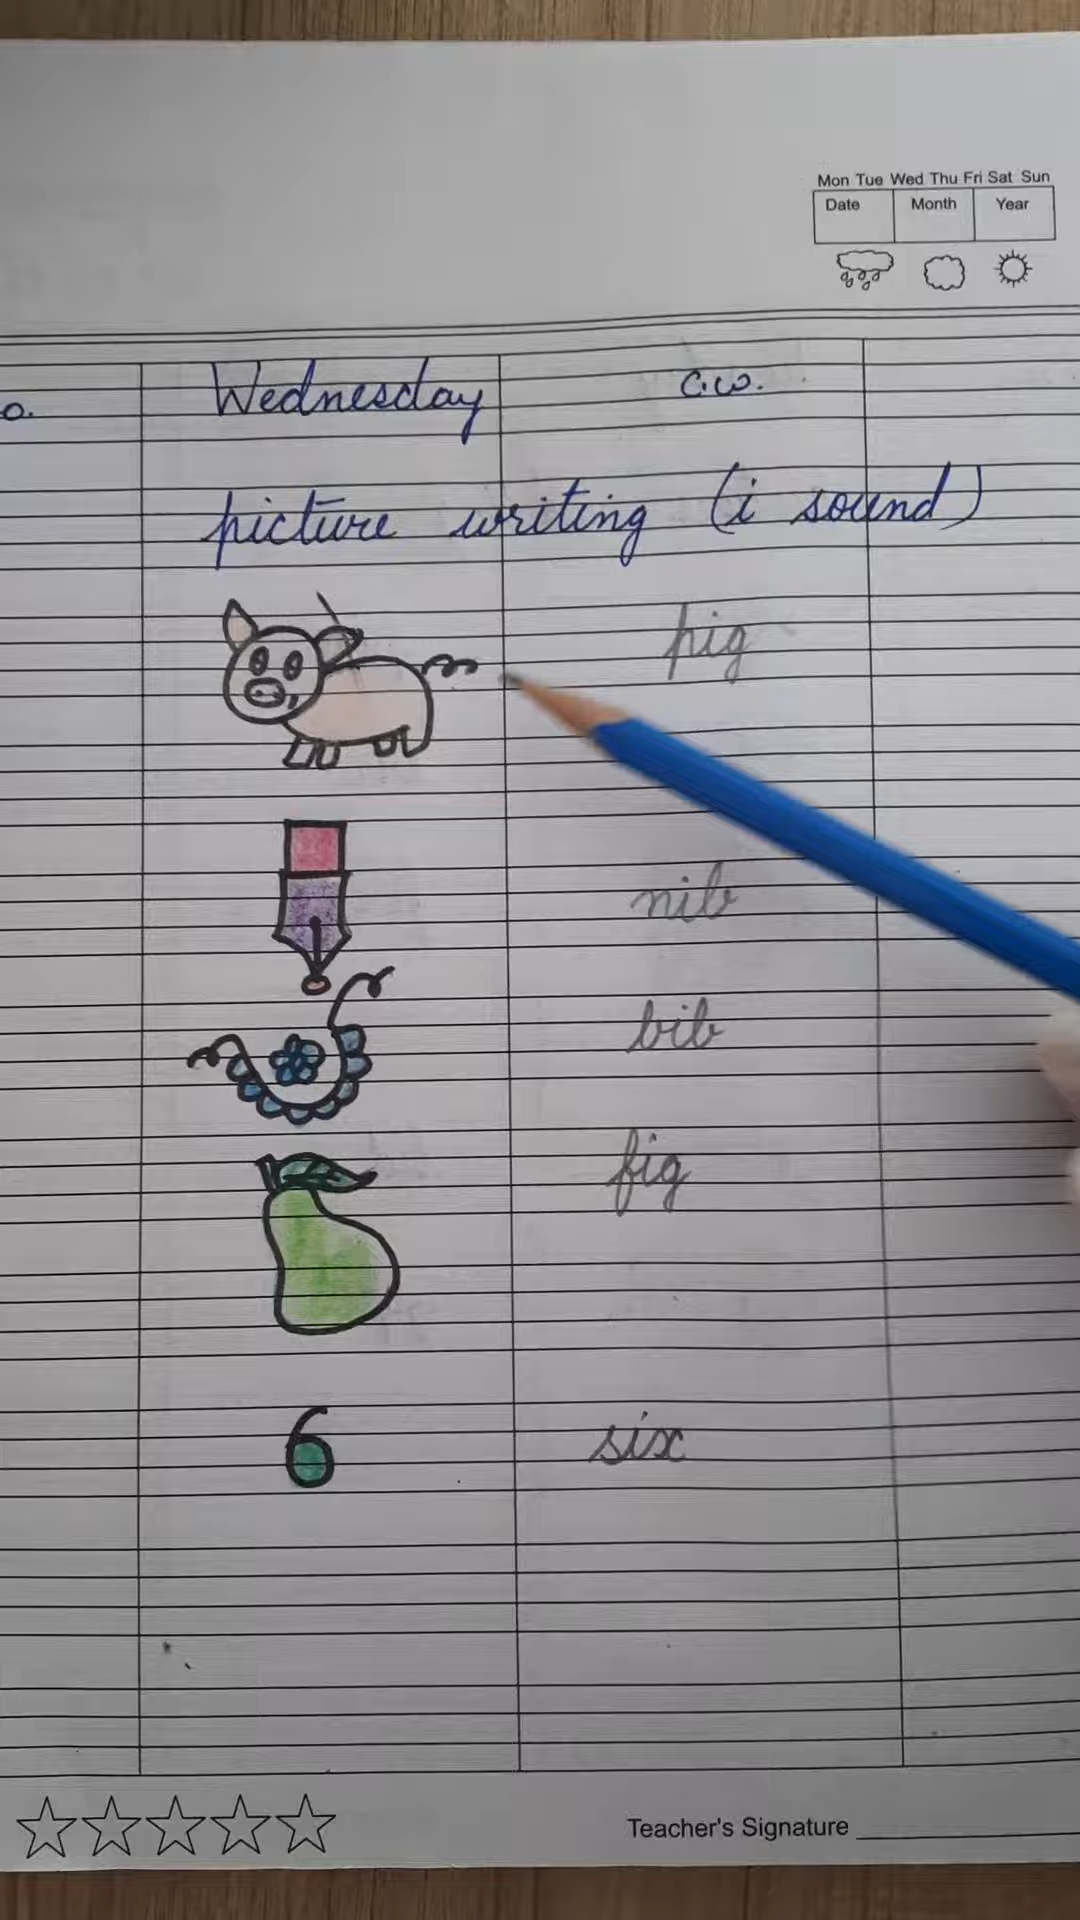 Mon Tue Wed Thu Fri Sat Sun
Date Month Year
o. Wednesday c.w.
picture writing (i sound)
pig
nib
bib
fig
6 six
Teacher's Signature